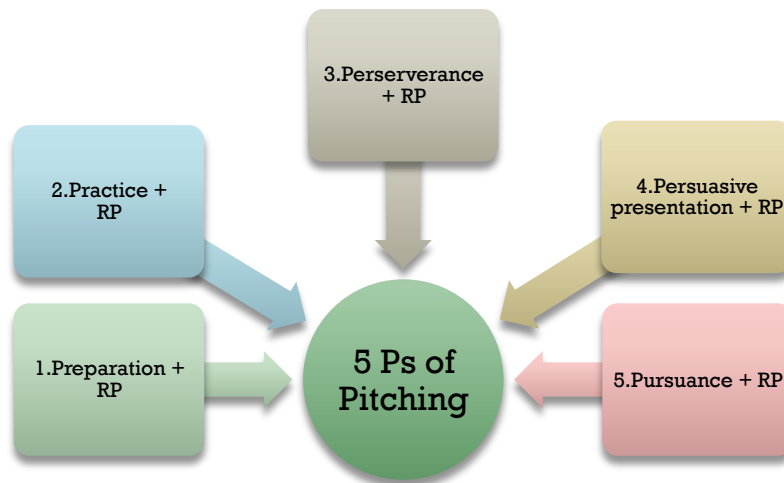 1.Preparation +
RP
2.Practice +
RP
3.Perserverance
+ RP
4.Persuasive
presentation + RP
5.Pursuance + RP
5 Ps of
Pitching